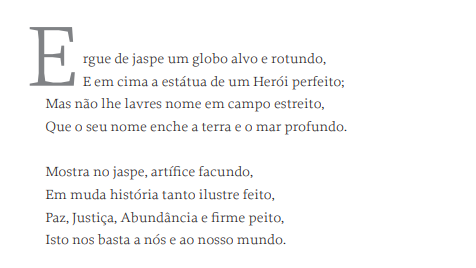 Ergue de jaspe um globo alvo e rotundo,
E em cima a estátua de um Herói perfeito;
Mas não lhe lavres nome em campo estreito,
Que o seu nome enche a terra e o mar profundo.

Mostra no jaspe, artífice facundo,
Em muda história tanto ilustre feito,
Paz, Justiça, Abundância e firme peito,
Isto nos basta a nós e ao nosso mundo.